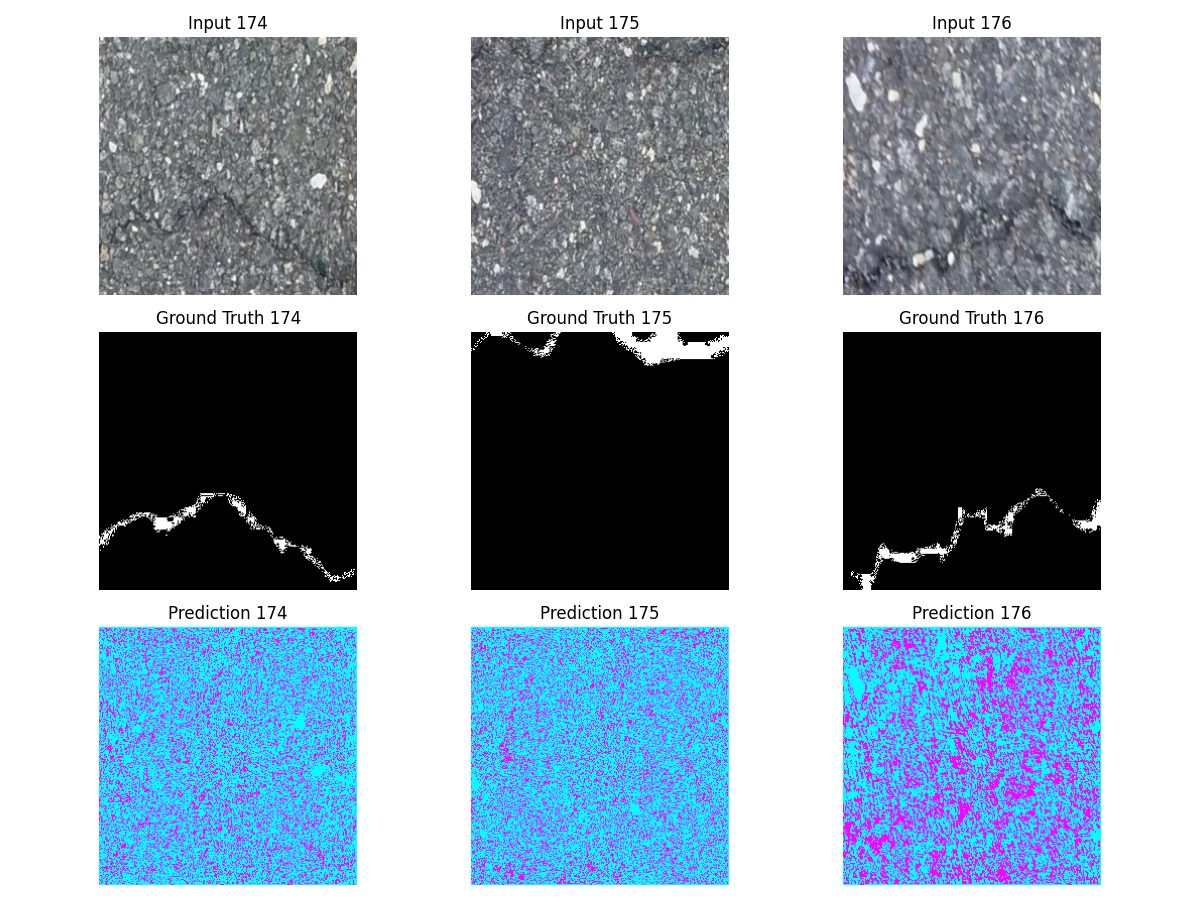 Input 174
Input 175
Input 176
Ground Truth 174
Ground Truth 175
Ground Truth 176
Prediction 174
Prediction 175
Prediction 176